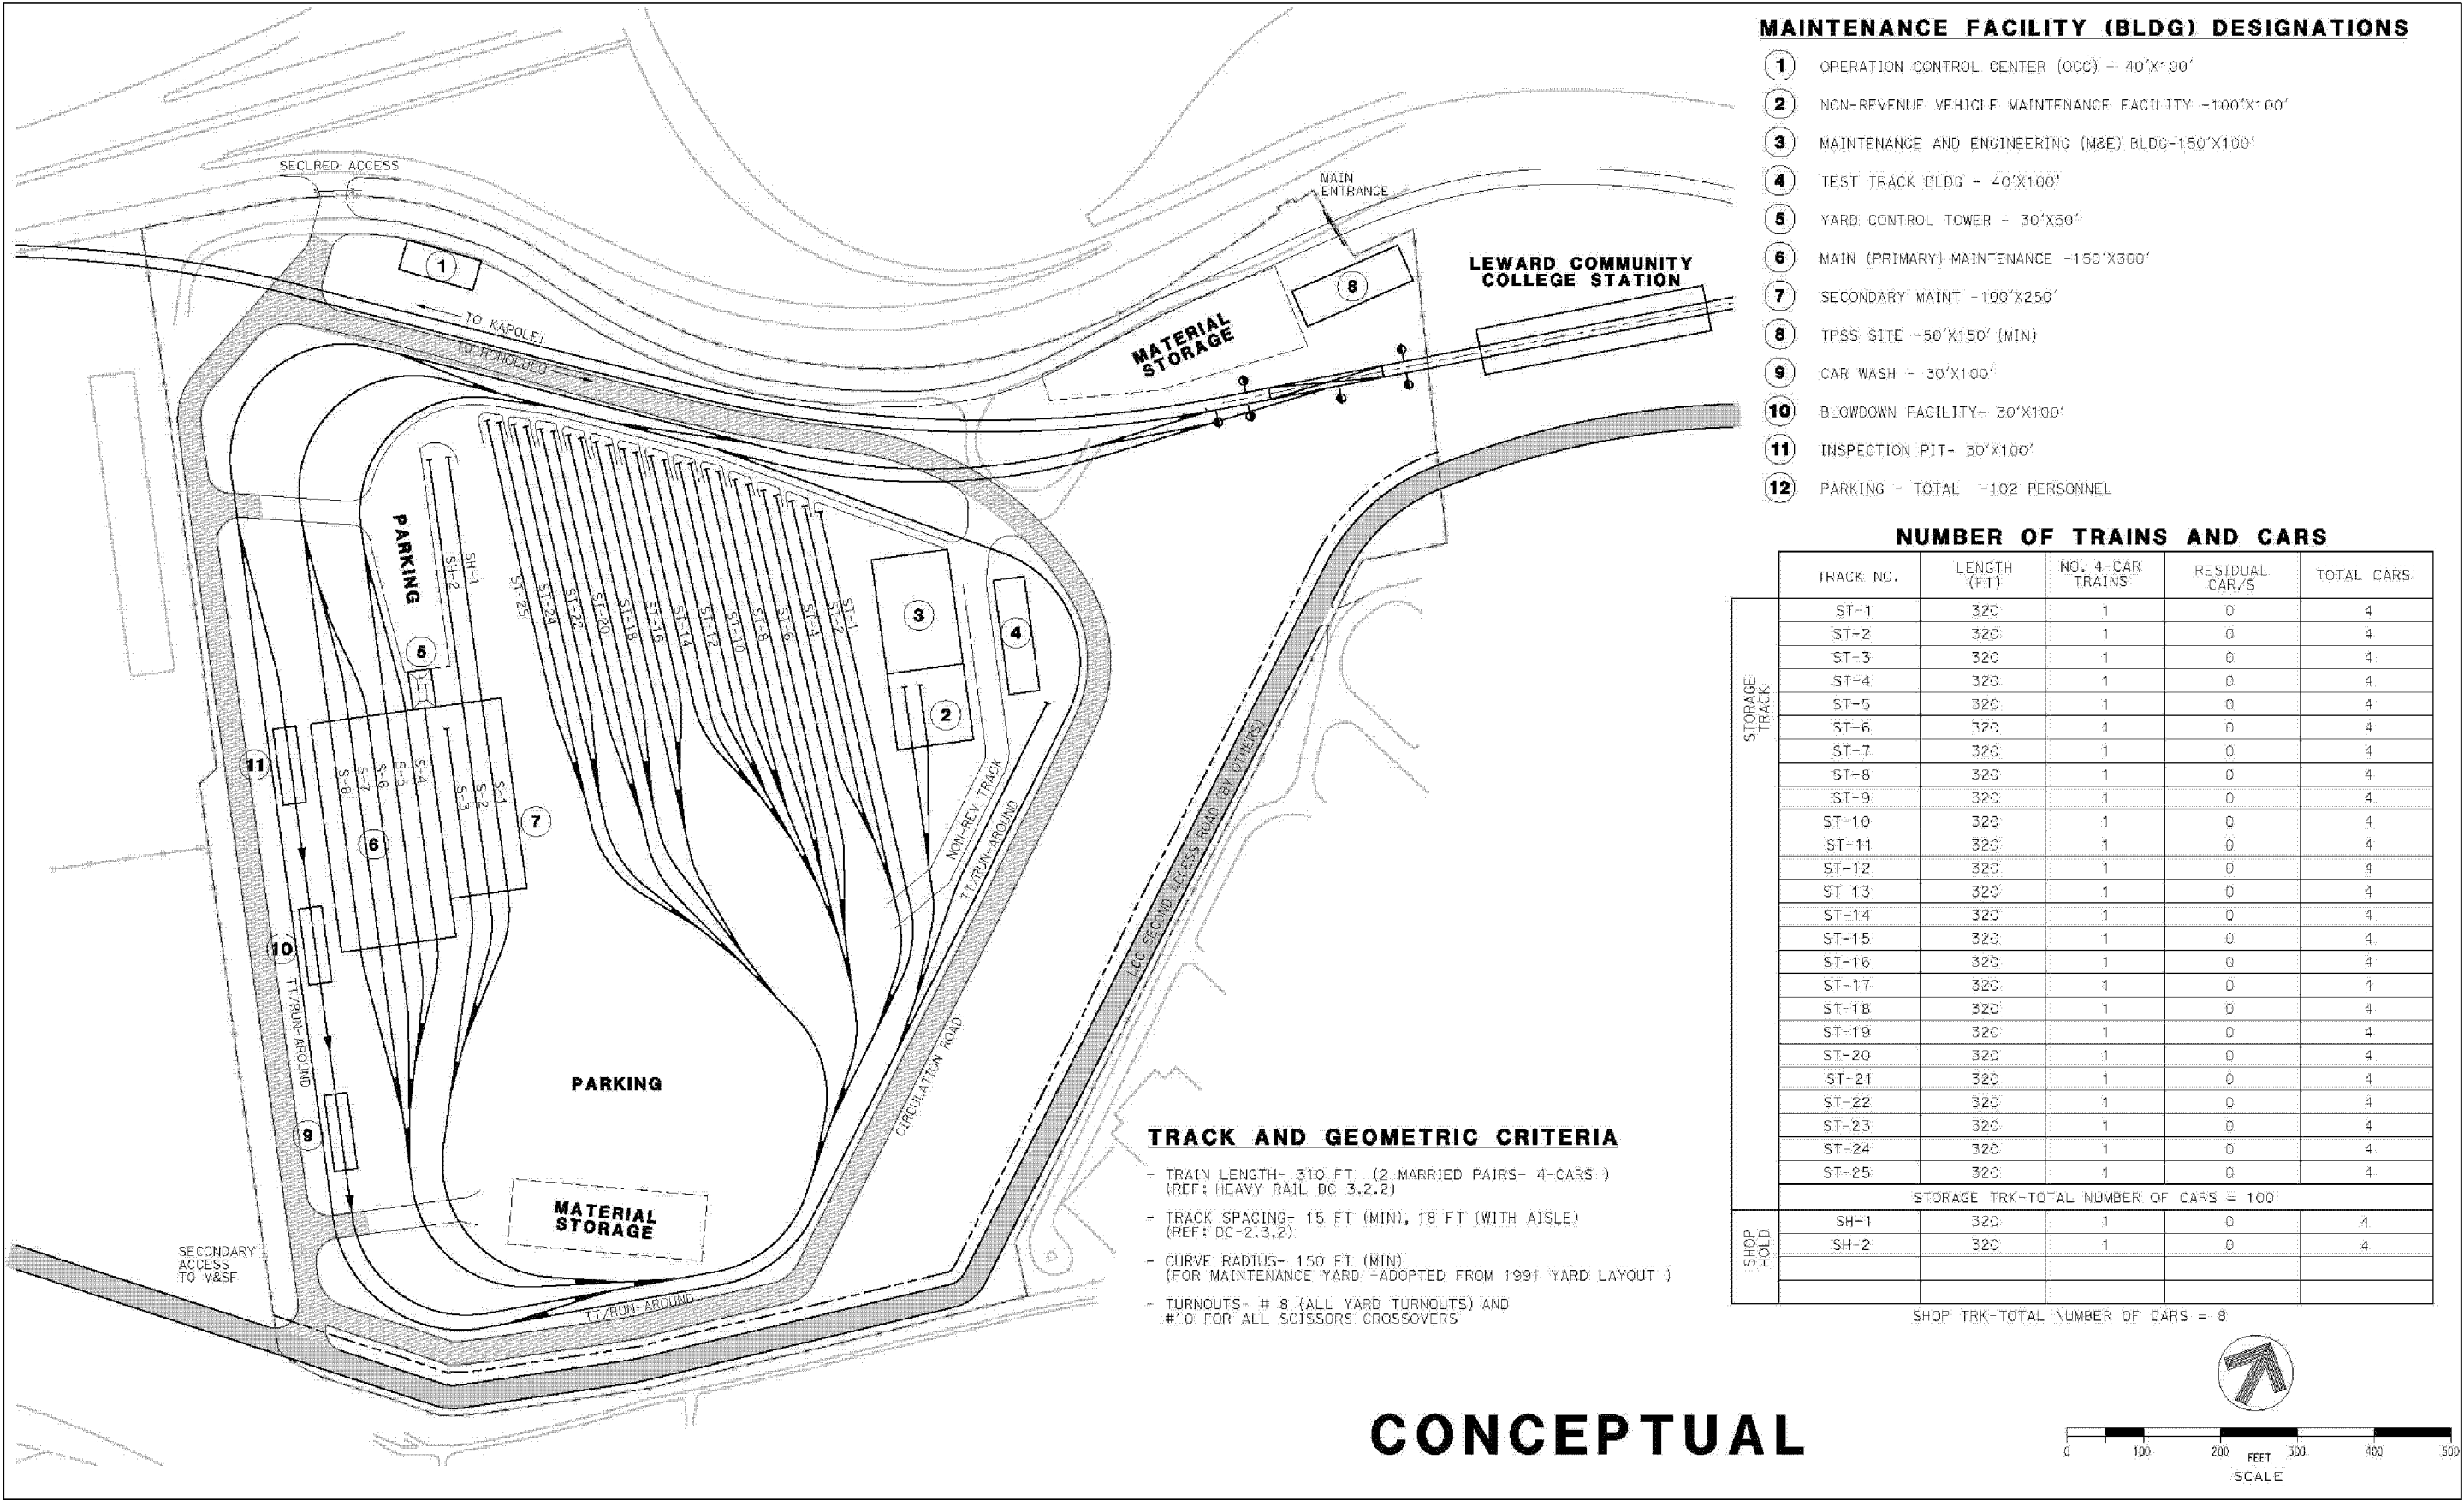 MAINTENANCE FACILITY (BLDG) DESIGNATIONS
1 OPERATION CONTROL CENTER (OCC) - 40'X100'
2 NON-REVENUE VEHICLE MAINTENANCE FACILITY -100'X100'
3 MAINTENANCE AND ENGINEERING (M&E) BLDG-150'X100'
4 TEST TRACK BLDG - 40'X100'
5 YARD CONTROL TOWER - 30'X50'
6 MAIN (PRIMARY) MAINTENANCE -150'X300'
7 SECONDARY MAINT -100'X250'
8 TPSS SITE -50'X150' (MIN)
9 CAR WASH - 30'X100'
10 BLOWDOWN FACILITY- 30'X100'
11 INSPECTION PIT- 30'X100'
12 PARKING - TOTAL -102 PERSONNEL
SECURED ACCESS
MAIN
ENTRANCE
1
TO KAPOLEI
TO HONOLULU
8
MATERIAL
STORAGE
LEWARD COMMUNITY
COLLEGE STATION
PARKING
SH-2
SH-1
ST-25
ST-24
ST-22
ST-20
ST-18
ST-16
ST-14
ST-12
ST-10
ST-8
ST-6
ST-4
ST-2
ST-1
3
4
5
2
11
S-8
S-7
S-6
S-5
S-4
S-3
S-2
S-1
7
6
NON-REV TRACK
TT/RUN-AROUND
LCC SECOND ACCESS ROAD (BY OTHERS)
10
TT/RUN-AROUND
CIRCULATION ROAD
PARKING
9
MATERIAL
STORAGE
SECONDARY
ACCESS
TO M&SF
TT/RUN-AROUND
TRACK AND GEOMETRIC CRITERIA
- TRAIN LENGTH- 310 FT (2 MARRIED PAIRS- 4-CARS )
(REF: HEAVY RAIL DC-3.2.2)
- TRACK SPACING- 15 FT (MIN), 18 FT (WITH AISLE)
(REF: DC-2.3.2)
- CURVE RADIUS- 150 FT (MIN)
(FOR MAINTENANCE YARD -ADOPTED FROM 1991 YARD LAYOUT )
- TURNOUTS- # 8 (ALL YARD TURNOUTS) AND
#10 FOR ALL SCISSORS CROSSOVERS
NUMBER OF TRAINS AND CARS
TRACK NO. LENGTH (FT) NO. 4-CAR TRAINS RESIDUAL CAR/S TOTAL CARS
STORAGE TRACK
ST-1 320 1 0 4
ST-2 320 1 0 4
ST-3 320 1 0 4
ST-4 320 1 0 4
ST-5 320 1 0 4
ST-6 320 1 0 4
ST-7 320 1 0 4
ST-8 320 1 0 4
ST-9 320 1 0 4
ST-10 320 1 0 4
ST-11 320 1 0 4
ST-12 320 1 0 4
ST-13 320 1 0 4
ST-14 320 1 0 4
ST-15 320 1 0 4
ST-16 320 1 0 4
ST-17 320 1 0 4
ST-18 320 1 0 4
ST-19 320 1 0 4
ST-20 320 1 0 4
ST-21 320 1 0 4
ST-22 320 1 0 4
ST-23 320 1 0 4
ST-24 320 1 0 4
ST-25 320 1 0 4
STORAGE TRK-TOTAL NUMBER OF CARS = 100
SHOP HOLD
SH-1 320 1 0 4
SH-2 320 1 0 4
SHOP TRK-TOTAL NUMBER OF CARS = 8
CONCEPTUAL
0 100 200 300 400 500
FEET
SCALE